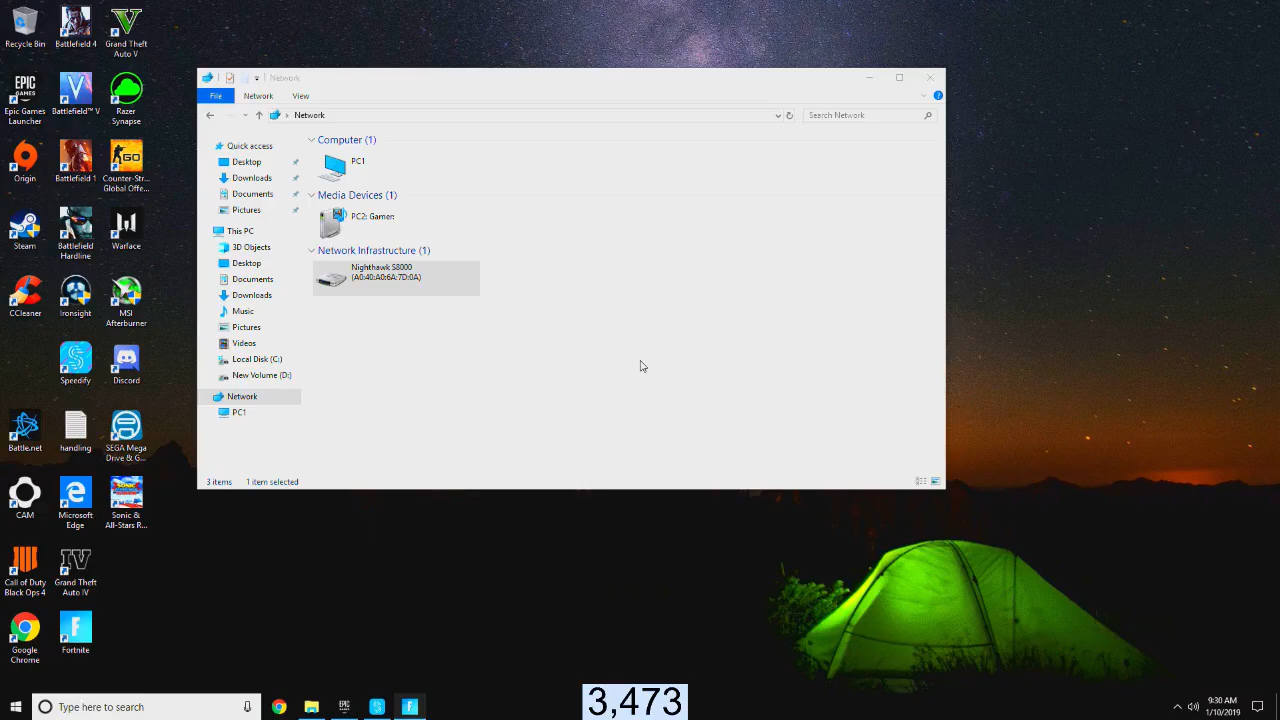 Recycle Bin
Battlefield 4
Grand Theft
Auto V
Epic Games
Launcher
Battlefield™ V
Razer
Synapse
Origin
Battlefield 1
Counter-Str...
Global Offe...
Steam
Battlefield
Hardline
Warface
CCleaner
Ironsight
MSI
Afterburner
Speedify
Discord
Battle.net
handling
SEGA Mega
Drive & G...
CAM
Microsoft
Edge
Sonic &
All-Stars R...
Call of Duty
Black Ops 4
Grand Theft
Auto IV
Google
Chrome
Fortnite
EPIC
GAMES
GO
Network
File
Network
View
Network
Search Network
Quick access
Desktop
Downloads
Documents
Pictures
This PC
3D Objects
Desktop
Documents
Downloads
Music
Pictures
Videos
Local Disk (C:)
New Volume (D:)
Network
PC1
Computer (1)
PC1
Media Devices (1)
PC2: Gamer:
Network Infrastructure (1)
Nighthawk S8000
(A0:40:A0:6A:7D:0A)
3 items
1 item selected
Type here to search
3,473
9:30 AM
1/10/2019